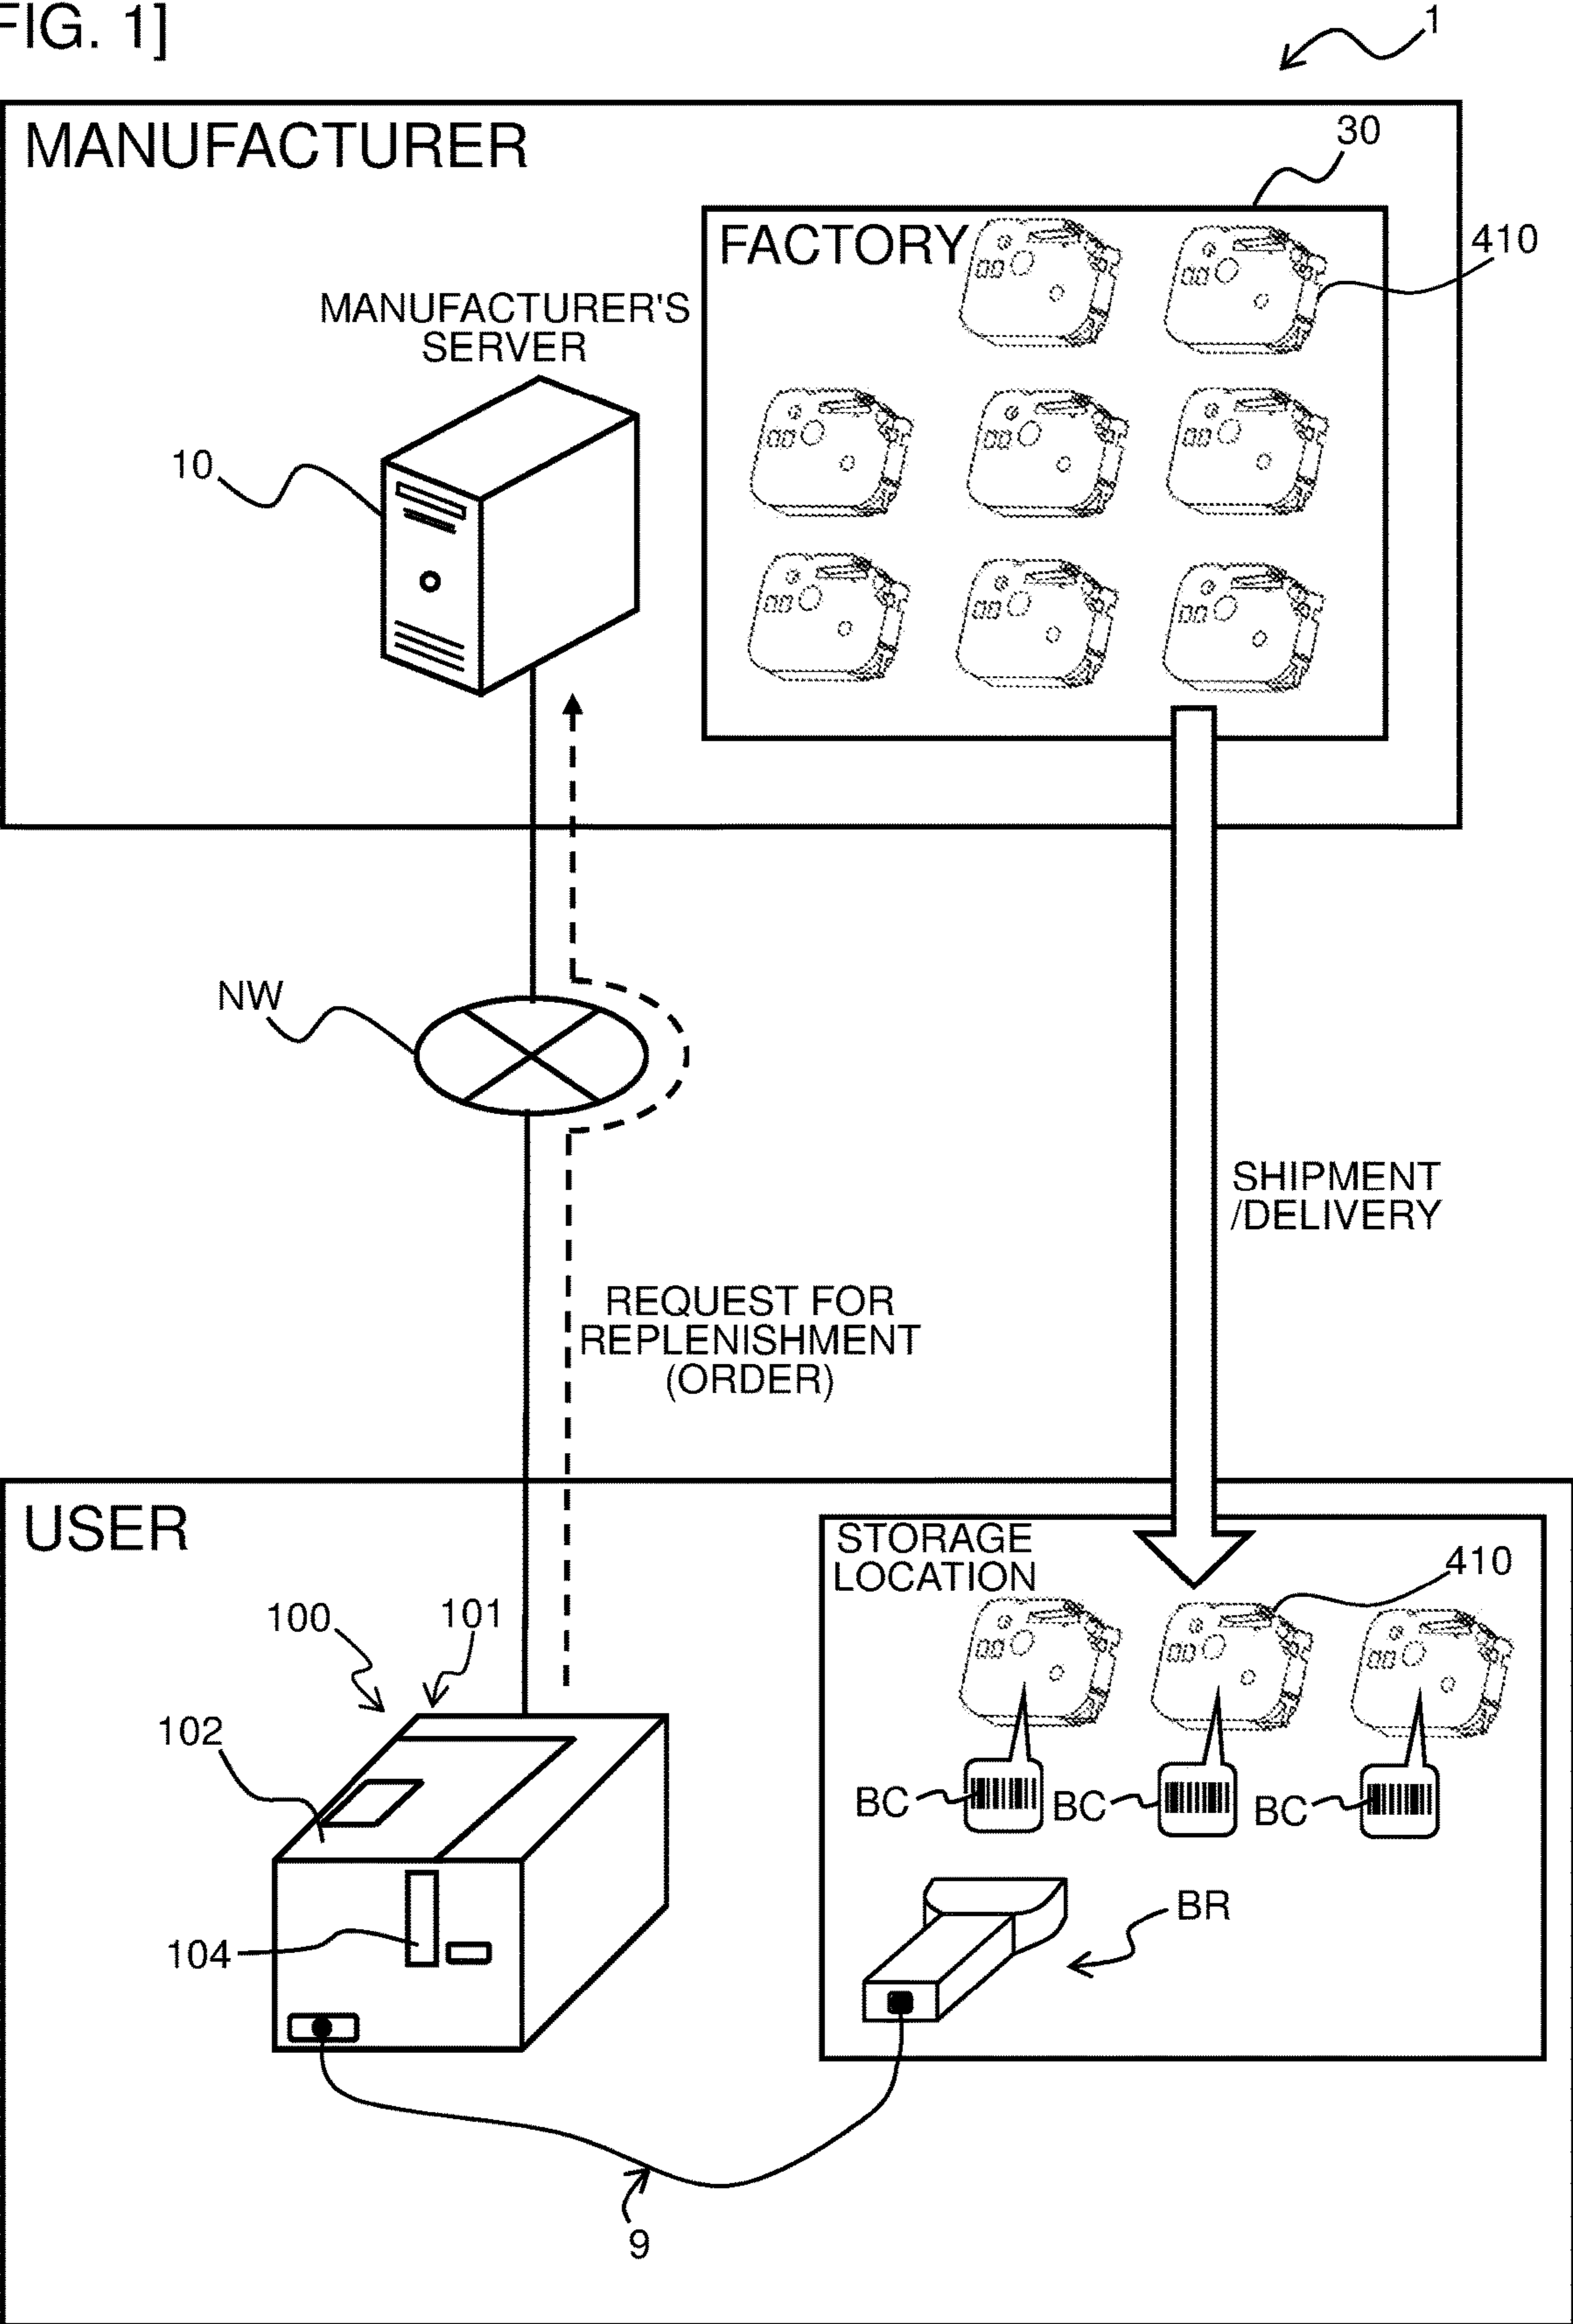 FIG. 1]
1
MANUFACTURER
30
FACTORY
410
MANUFACTURER'S
SERVER
10
NW
SHIPMENT
/DELIVERY
REQUEST FOR
REPLENISHMENT
(ORDER)
USER
STORAGE
LOCATION
410
100
101
102
BC
BC
BC
104
BR
9